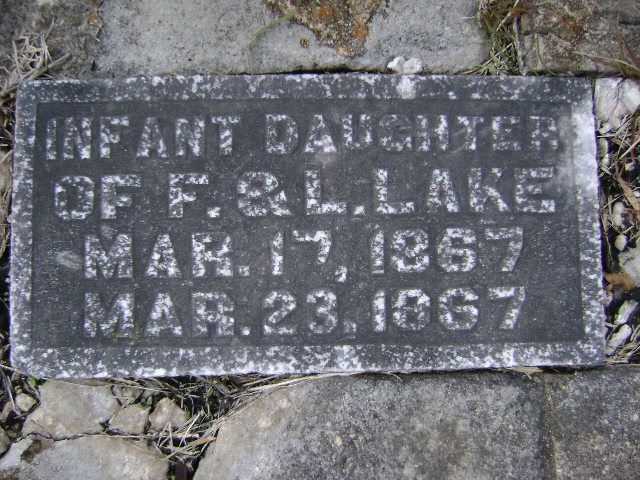 INFANT DAUGHTER
OF F. & L. LAKE
MAR. 17, 1867
MAR. 23. 1867